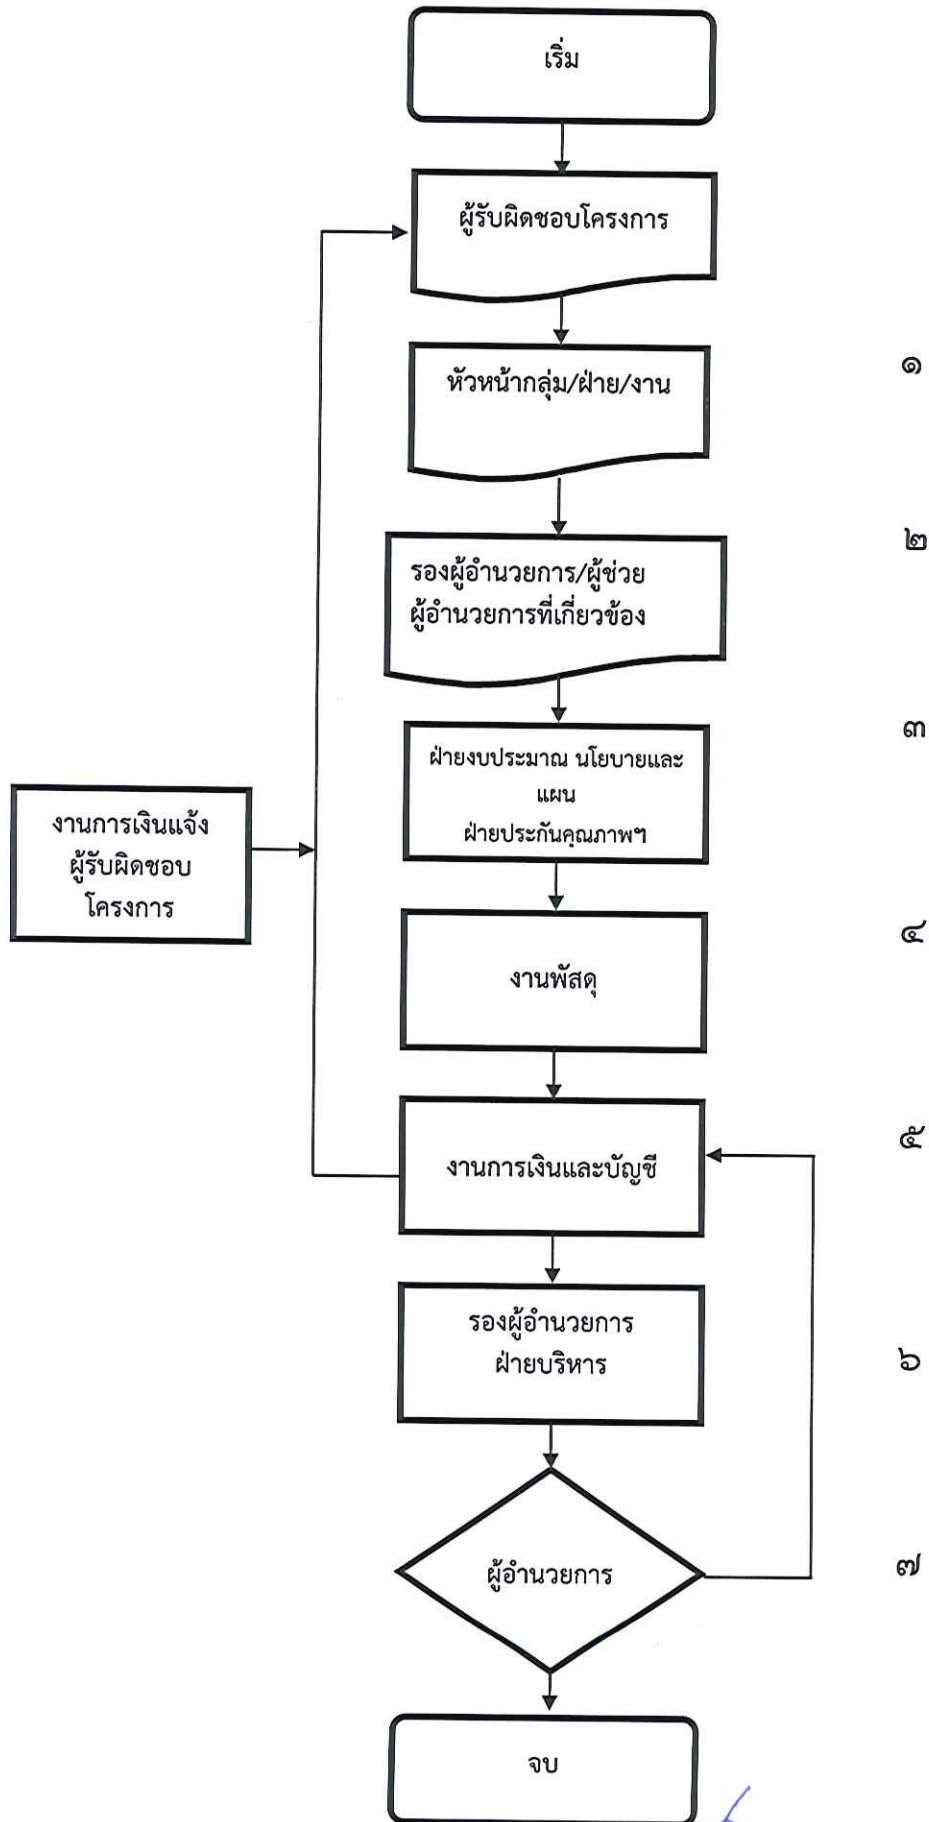 เริ่ม
ผู้รับผิดชอบโครงการ
หัวหน้ากลุ่ม/ฝ่าย/งาน
๑
รองผู้อำนวยการ/ผู้ช่วย
ผู้อำนวยการที่เกี่ยวข้อง
๒
ฝ่ายงบประมาณ นโยบายและ
แผน
ฝ่ายประกันคุณภาพฯ
๓
งานการเงินแจ้ง
ผู้รับผิดชอบ
โครงการ
งานพัสดุ
๔
งานการเงินและบัญชี
๕
รองผู้อำนวยการ
ฝ่ายบริหาร
๖
ผู้อำนวยการ
๗
จบ